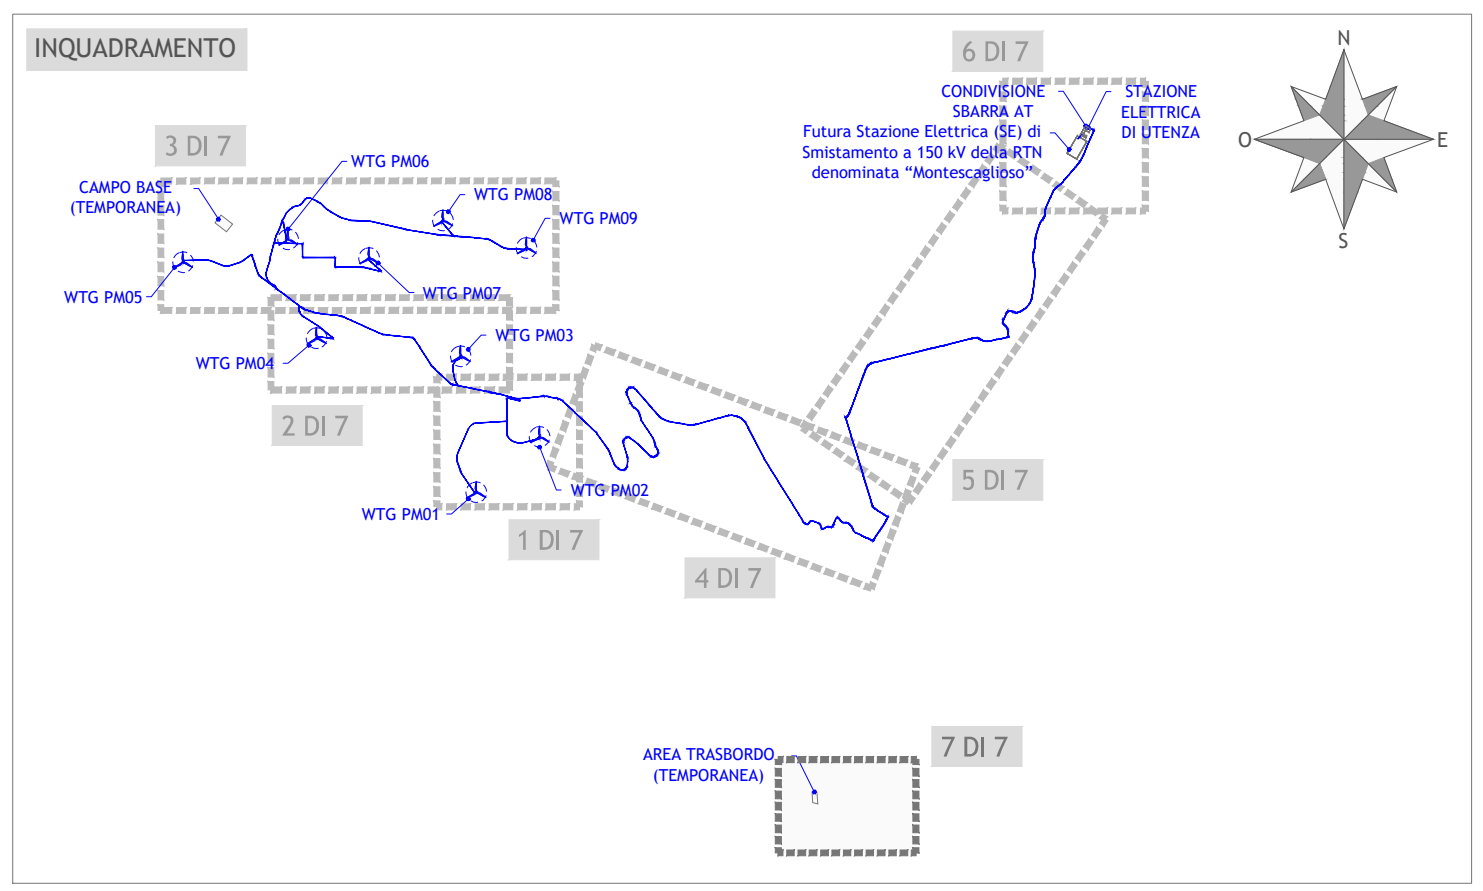 INQUADRAMENTO
6 DI 7
N
CONDIVISIONE
SBARRA AT
STAZIONE
ELETTRICA
DI UTENZA
Futura Stazione Elettrica (SE) di
Smistamento a 150 kV della RTN
denominata “Montescaglioso”
O
E
S
3 DI 7
WTG PM06
CAMPO BASE
(TEMPORANEA)
WTG PM08
WTG PM09
WTG PM05
WTG PM07
WTG PM03
WTG PM04
2 DI 7
5 DI 7
WTG PM02
WTG PM01
1 DI 7
4 DI 7
7 DI 7
AREA TRASBORDO
(TEMPORANEA)